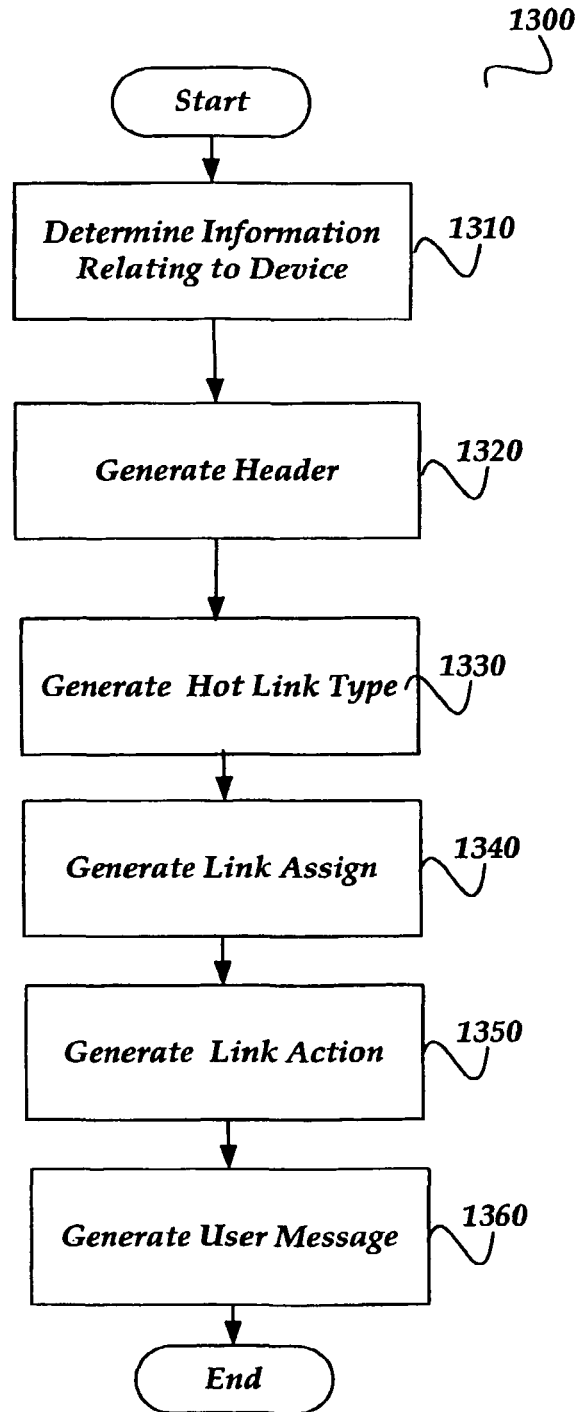 1300
Start
Determine Information
Relating to Device
1310
Generate Header
1320
Generate Hot Link Type
1330
Generate Link Assign
1340
Generate Link Action
1350
Generate User Message
1360
End